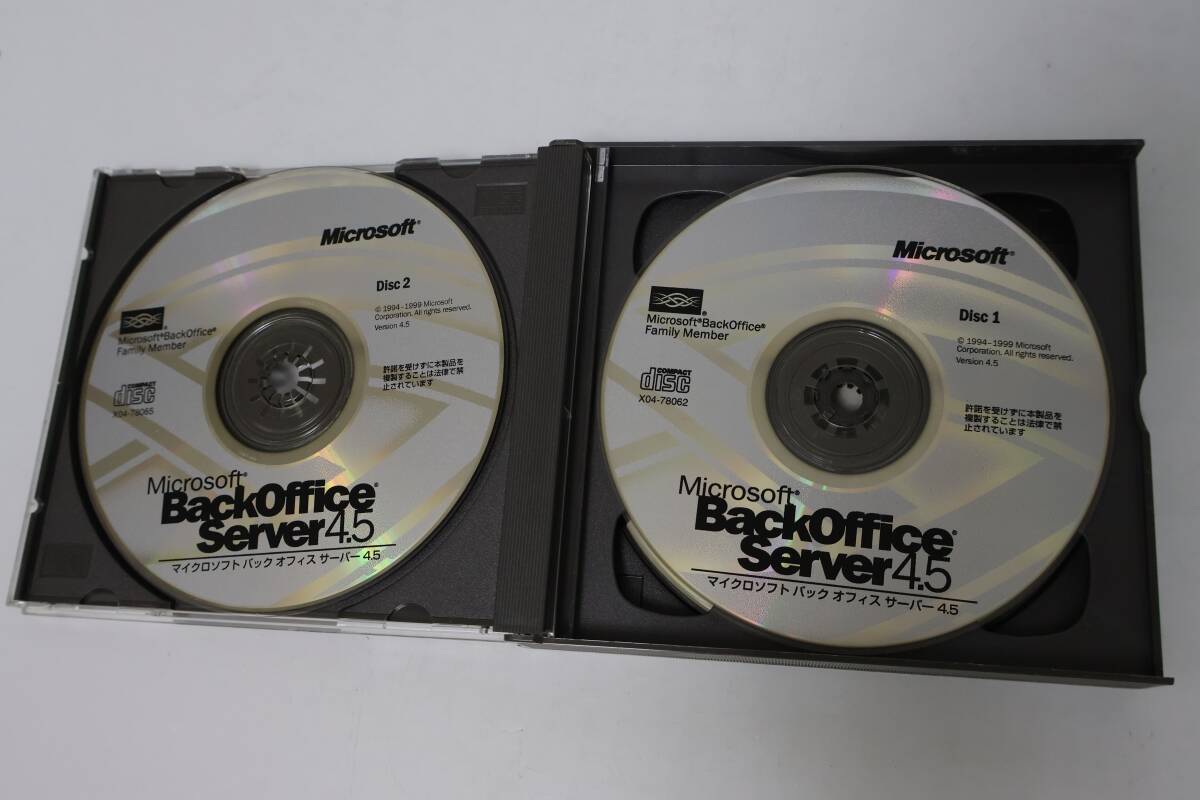 Microsoft®
Disc 2
© 1994–1999 Microsoft
Corporation. All rights reserved.
Version 4.5
Microsoft®BackOffice®
Family Member
COMPACT
disc
X04-78065
許諾を受けずに本製品を
複製することは法律で禁
止されています
Microsoft®
BackOffice®
Server 4.5
マイクロソフト バック オフィス サーバー 4.5
Microsoft®
Disc 1
© 1994–1999 Microsoft
Corporation. All rights reserved.
Version 4.5
Microsoft®BackOffice®
Family Member
COMPACT
disc
X04-78062
許諾を受けずに本製品を
複製することは法律で禁
止されています
Microsoft®
BackOffice®
Server 4.5
マイクロソフト バック オフィス サーバー 4.5